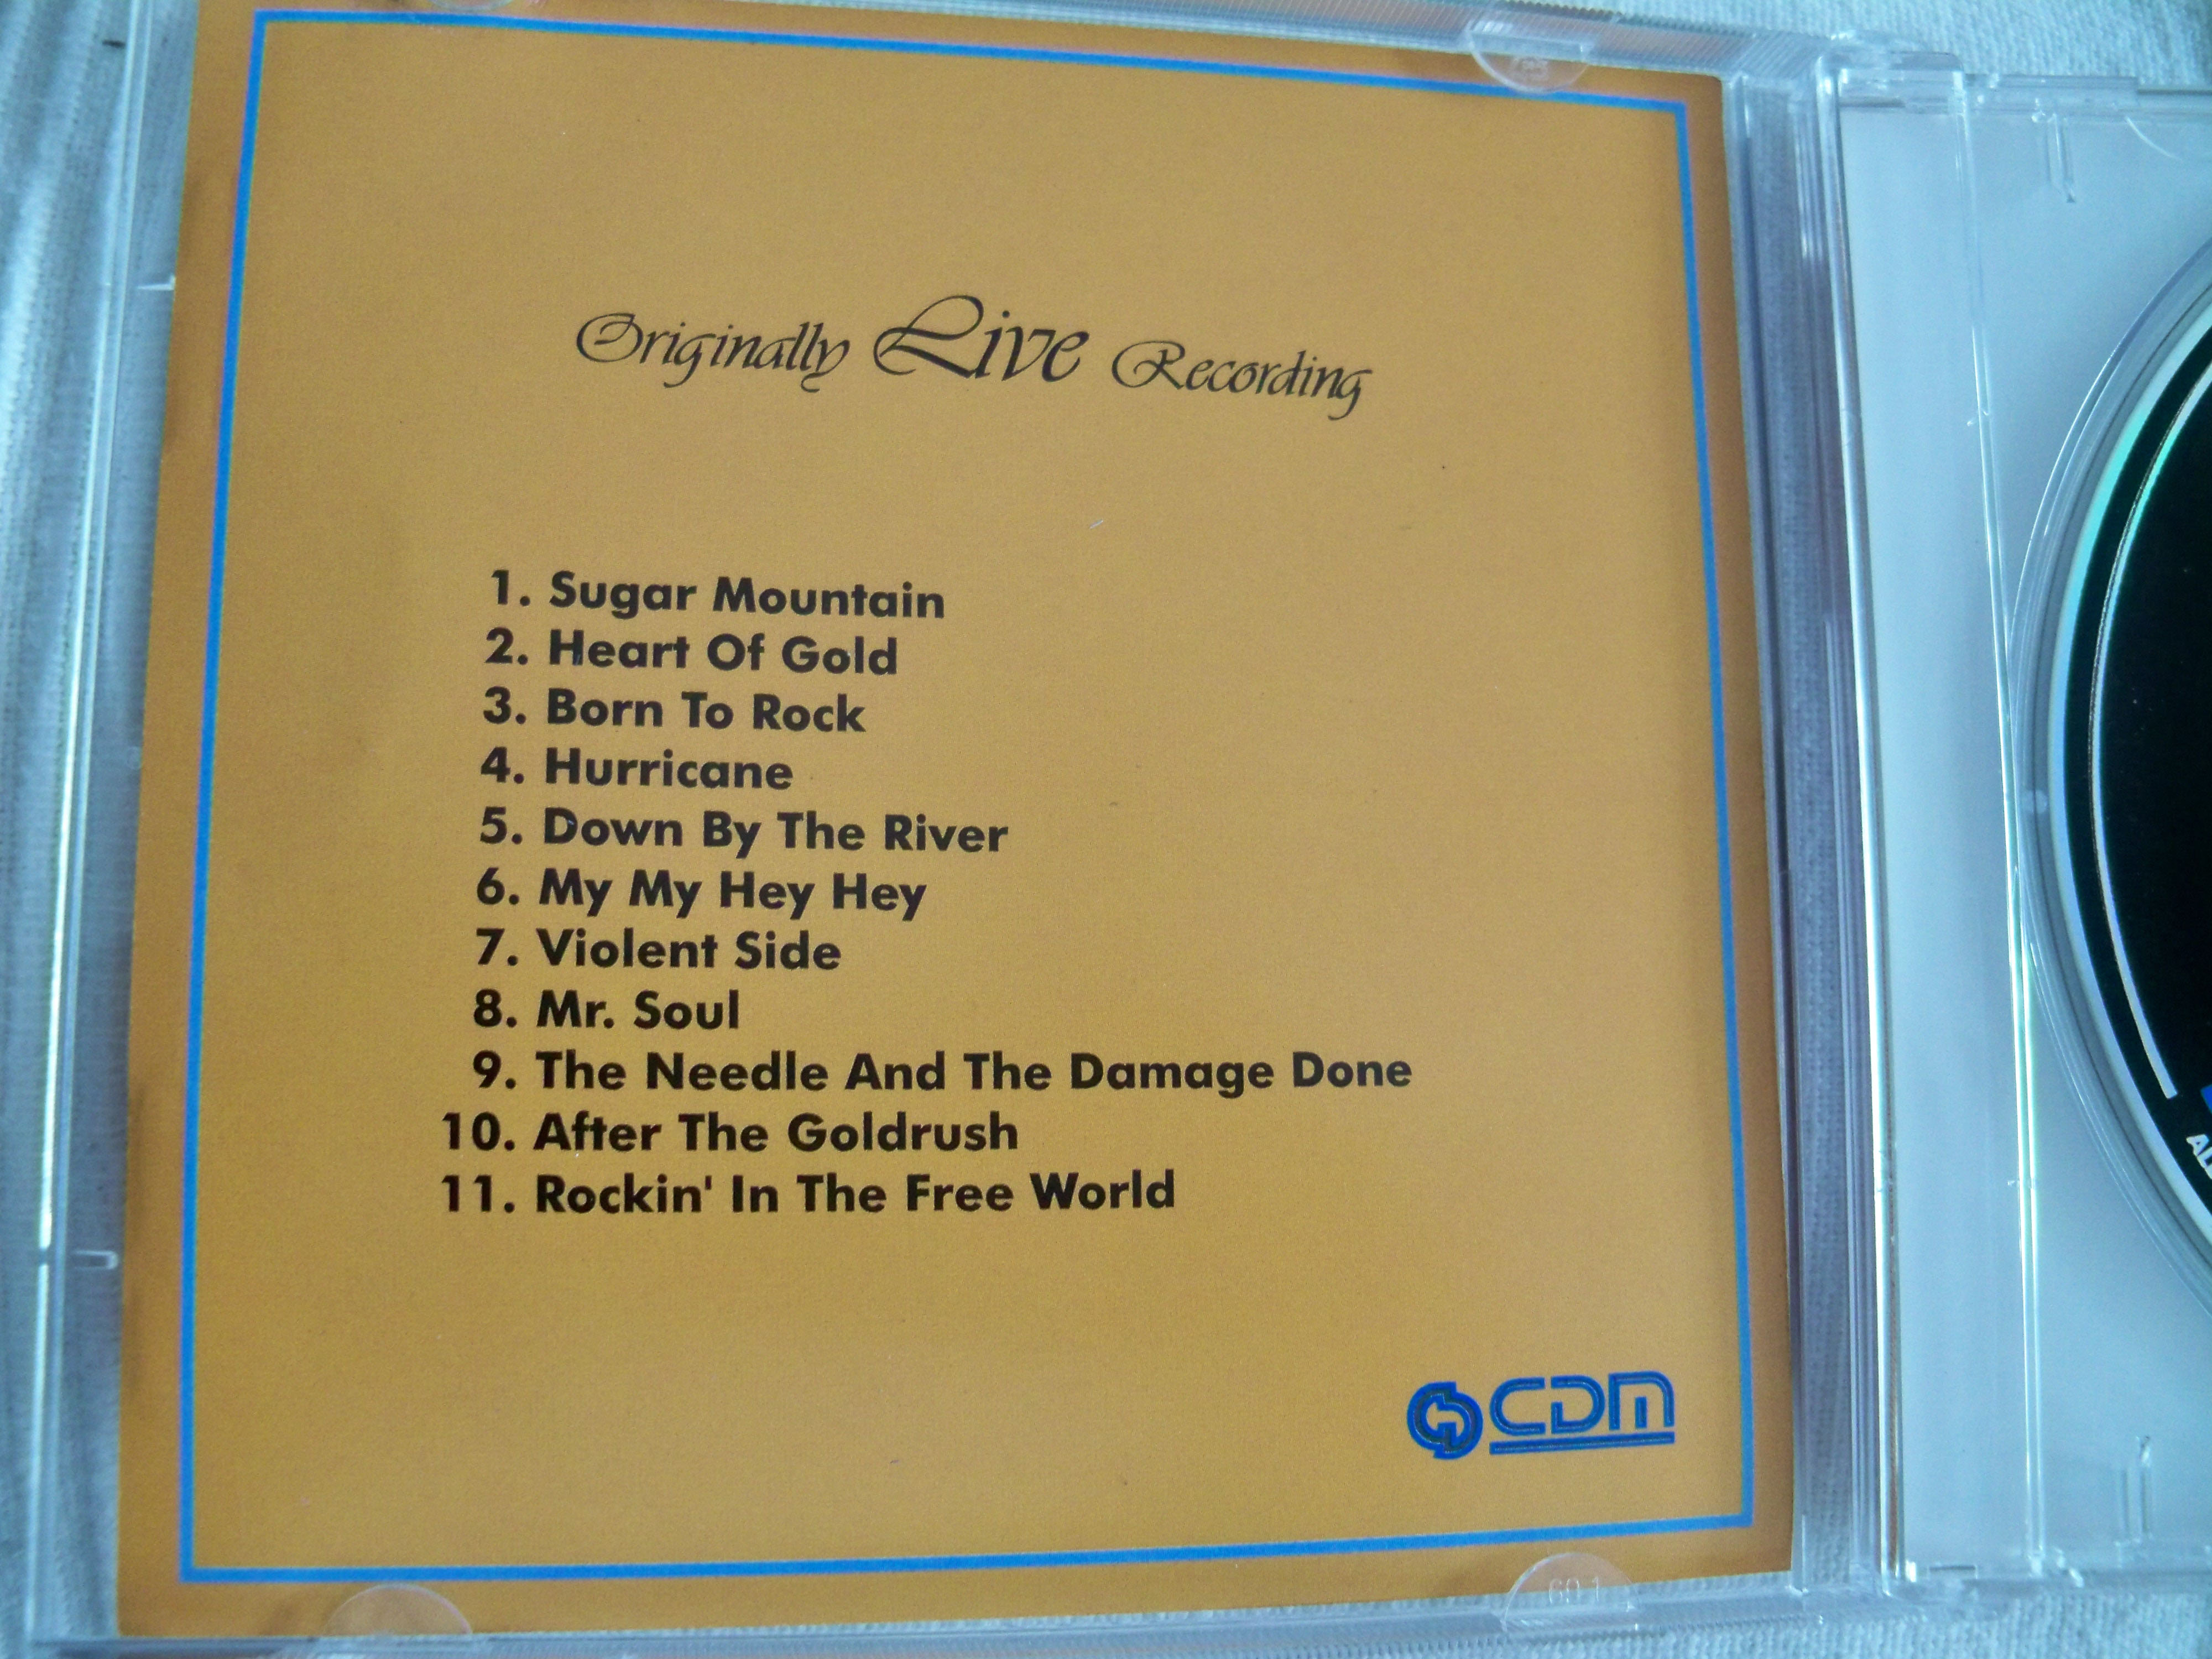 Originally Live Recording
1. Sugar Mountain
2. Heart Of Gold
3. Born To Rock
4. Hurricane
5. Down By The River
6. My My Hey Hey
7. Violent Side
8. Mr. Soul
9. The Needle And The Damage Done
10. After The Goldrush
11. Rockin' In The Free World
CDM